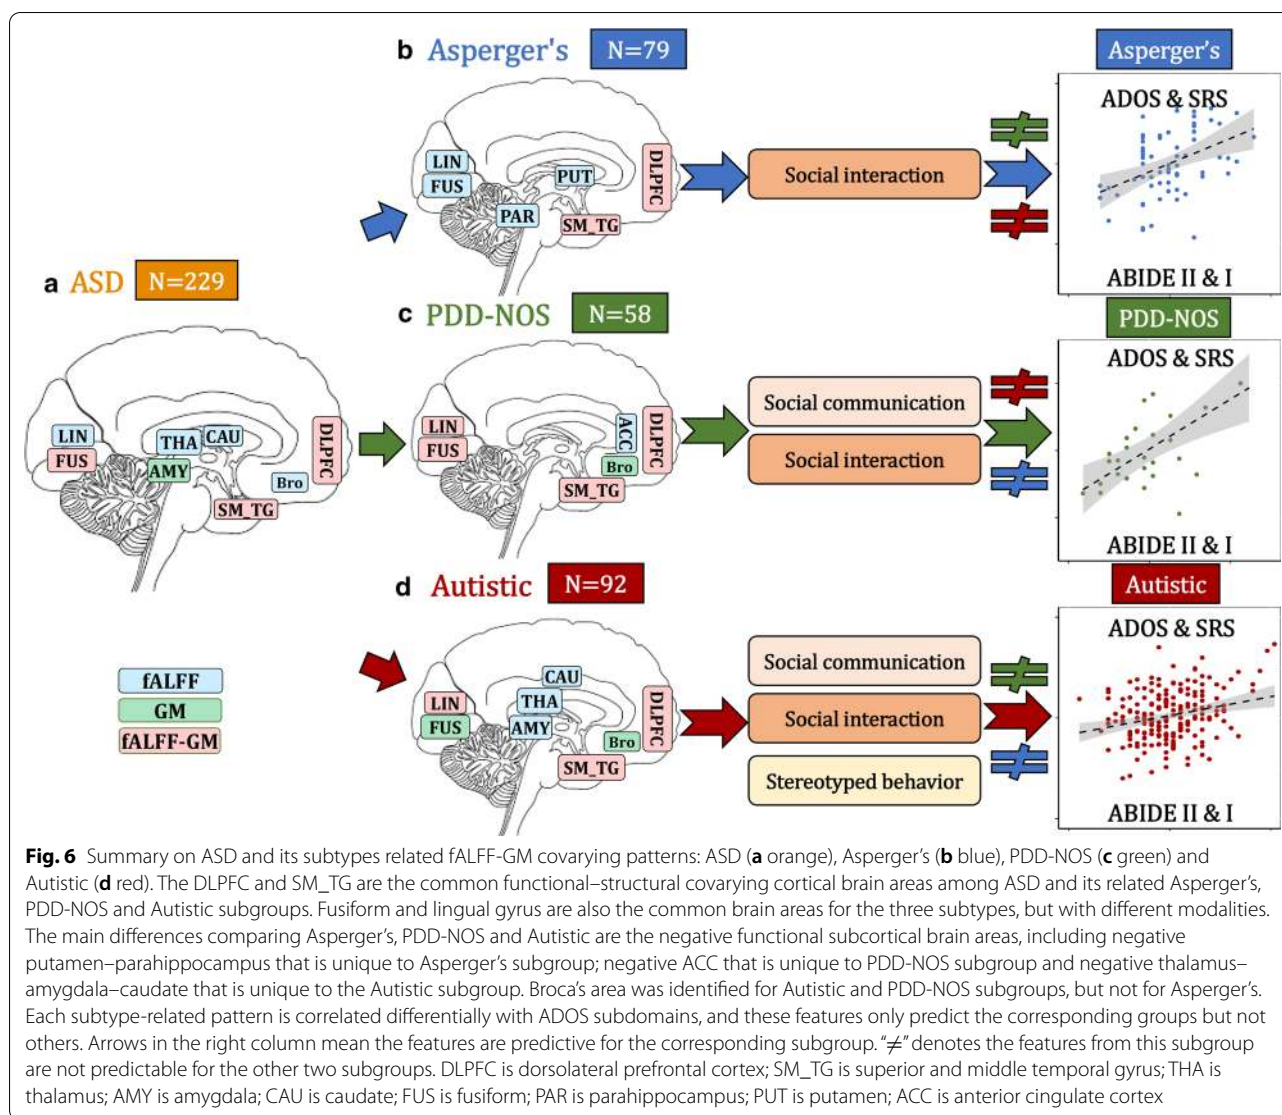 b Asperger's N=79
LIN
FUS
PUT
PAR
DLPFC
SM_TG
Social interaction
≠
≠
Asperger’s
ADOS & SRS
ABIDE II & I
a ASD N=229
LIN
FUS
THA
CAU
AMY
Bro
DLPFC
SM_TG
c PDD-NOS N=58
LIN
FUS
ACC
DLPFC
Bro
SM_TG
Social communication
Social interaction
≠
≠
PDD-NOS
ADOS & SRS
ABIDE II & I
d Autistic N=92
CAU
LIN
THA
FUS
AMY
DLPFC
Bro
SM_TG
Social communication
Social interaction
Stereotyped behavior
≠
≠
Autistic
ADOS & SRS
ABIDE II & I
fALFF
GM
fALFF-GM
Fig. 6 Summary on ASD and its subtypes related fALFF-GM covarying patterns: ASD (a orange), Asperger’s (b blue), PDD-NOS (c green) and
Autistic (d red). The DLPFC and SM_TG are the common functional–structural covarying cortical brain areas among ASD and its related Asperger’s,
PDD-NOS and Autistic subgroups. Fusiform and lingual gyrus are also the common brain areas for the three subtypes, but with different modalities.
The main differences comparing Asperger’s, PDD-NOS and Autistic are the negative functional subcortical brain areas, including negative
putamen–parahippocampus that is unique to Asperger’s subgroup; negative ACC that is unique to PDD-NOS subgroup and negative thalamus–
amygdala–caudate that is unique to the Autistic subgroup. Broca’s area was identified for Autistic and PDD-NOS subgroups, but not for Asperger’s.
Each subtype-related pattern is correlated differentially with ADOS subdomains, and these features only predict the corresponding groups but not
others. Arrows in the right column mean the features are predictive for the corresponding subgroup. “≠” denotes the features from this subgroup
are not predictable for the other two subgroups. DLPFC is dorsolateral prefrontal cortex; SM_TG is superior and middle temporal gyrus; THA is
thalamus; AMY is amygdala; CAU is caudate; FUS is fusiform; PAR is parahippocampus; PUT is putamen; ACC is anterior cingulate cortex